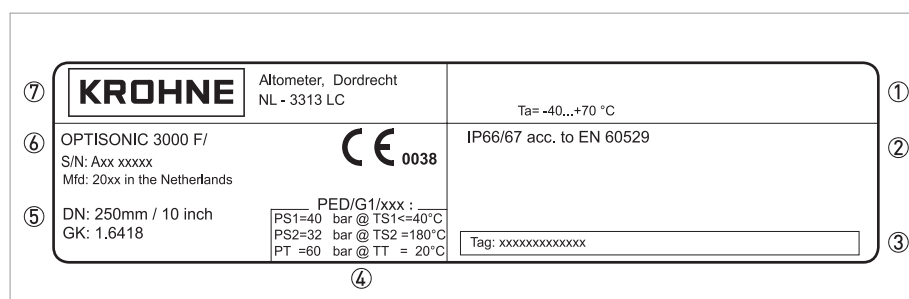 ⑦ KROHNE
Altometer, Dordrecht
NL - 3313 LC
Ta= -40...+70 °C
①
⑥ OPTISONIC 3000 F/
S/N: Axx xxxxx
Mfd: 20xx in the Netherlands
CE 0038
IP66/67 acc. to EN 60529
②
⑤ DN: 250mm / 10 inch
GK: 1.6418
PED/G1/xxx :
PS1=40 bar @ TS1<=40°C
PS2=32 bar @ TS2 =180°C
PT =60 bar @ TT = 20°C
④
Tag: xxxxxxxxxxxxx
③